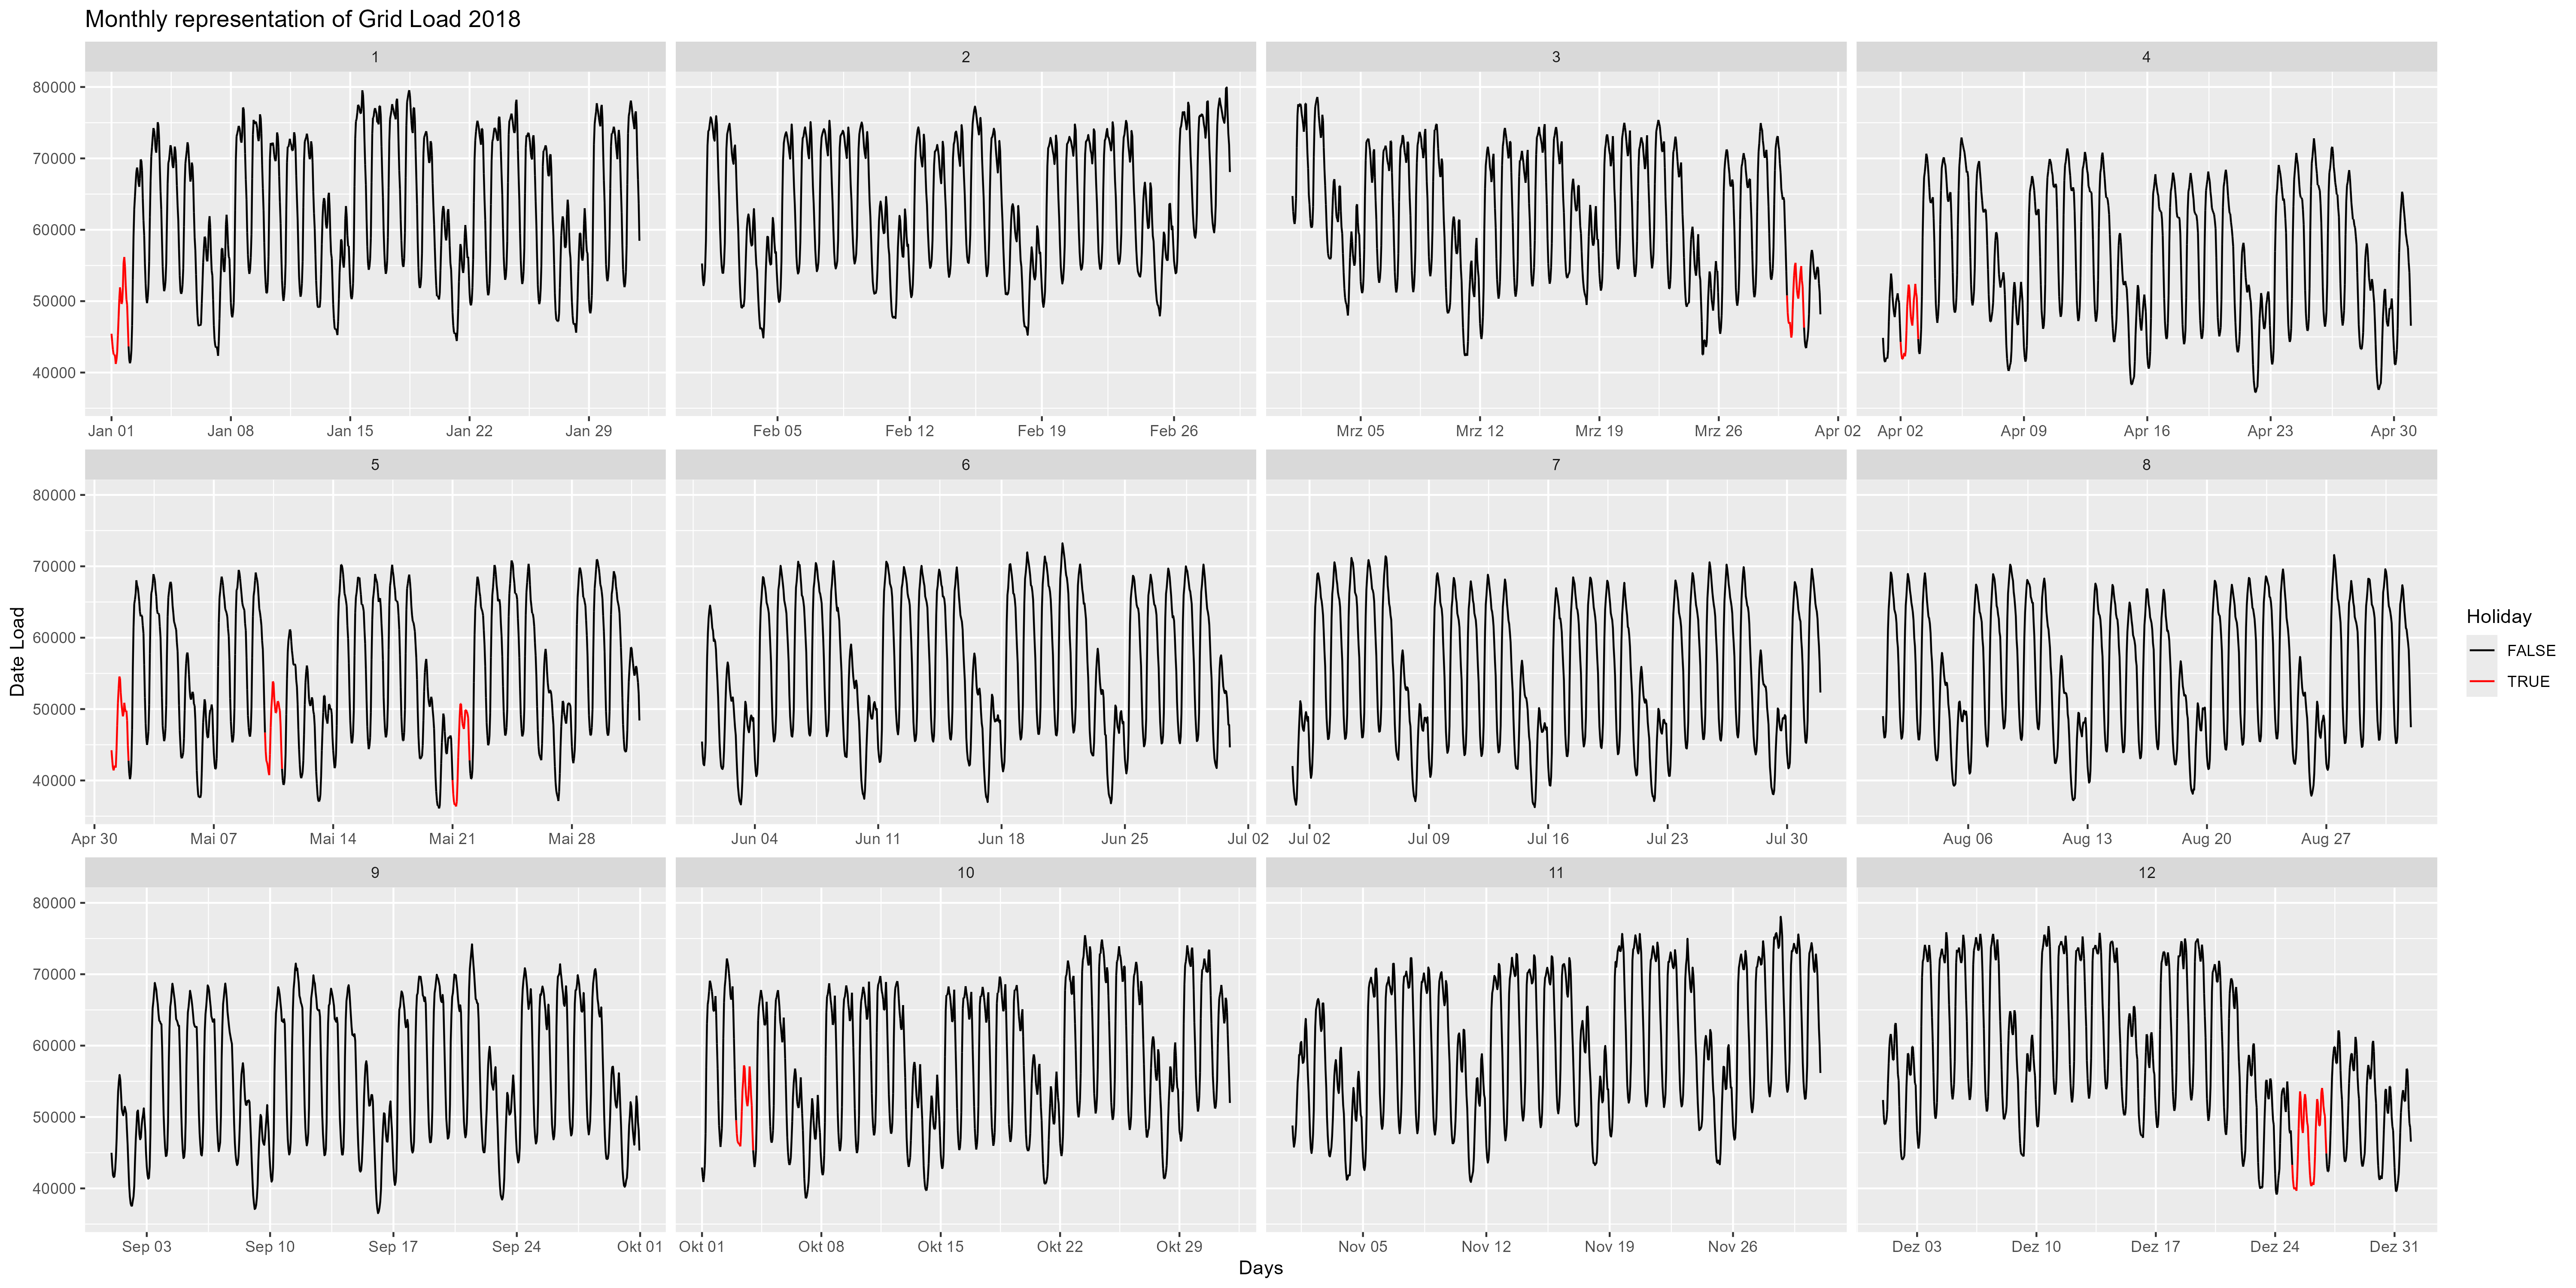 Monthly representation of Grid Load 2018
1 2 3 4
80000
70000
60000
50000
40000
Jan 01 Jan 08 Jan 15 Jan 22 Jan 29 Feb 05 Feb 12 Feb 19 Feb 26 Mrz 05 Mrz 12 Mrz 19 Mrz 26 Apr 02 Apr 02 Apr 09 Apr 16 Apr 23 Apr 30
5 6 7 8
80000
70000
60000
50000
40000
Apr 30 Mai 07 Mai 14 Mai 21 Mai 28 Jun 04 Jun 11 Jun 18 Jun 25 Jul 02 Jul 02 Jul 09 Jul 16 Jul 23 Jul 30 Aug 06 Aug 13 Aug 20 Aug 27
9 10 11 12
80000
70000
60000
50000
40000
Sep 03 Sep 10 Sep 17 Sep 24 Okt 01 Okt 01 Okt 08 Okt 15 Okt 22 Okt 29 Nov 05 Nov 12 Nov 19 Nov 26 Dez 03 Dez 10 Dez 17 Dez 24 Dez 31
Days
Date Load
Holiday
FALSE
TRUE